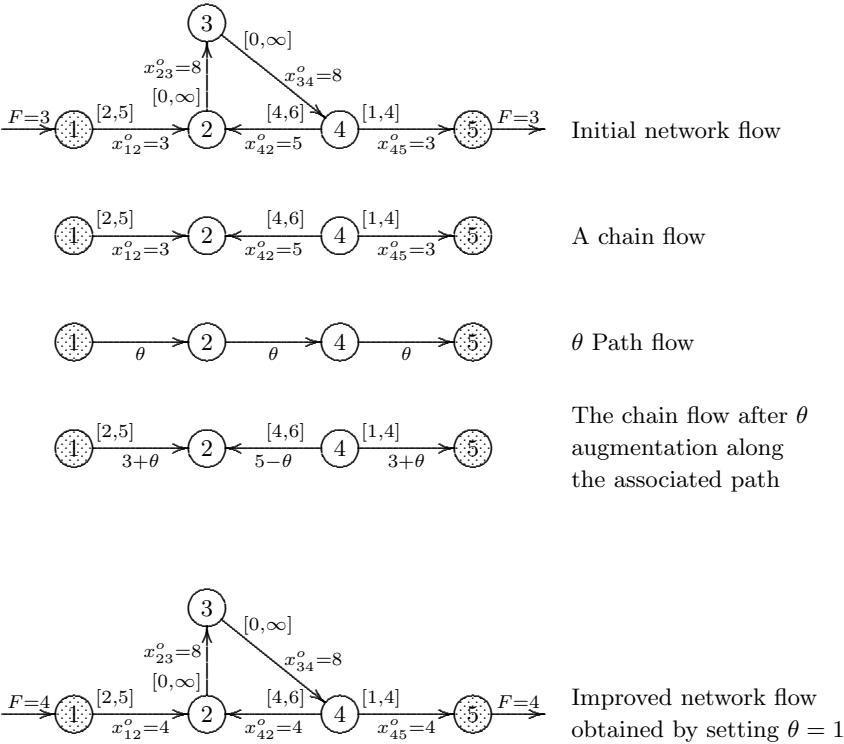 3
[0,∞]
x°₂₃=8
x°₃₄=8
[0,∞]
F=3 [2,5] [4,6] [1,4] F=3
1 2 4 5
x°₁₂=3 x°₄₂=5 x°₄₅=3
Initial network flow
[2,5] [4,6] [1,4]
1 2 4 5
x°₁₂=3 x°₄₂=5 x°₄₅=3
A chain flow
1 2 4 5
θ θ θ
θ Path flow
[2,5] [4,6] [1,4]
1 2 4 5
3+θ 5−θ 3+θ
The chain flow after θ
augmentation along
the associated path
3
[0,∞]
x°₂₃=8
x°₃₄=8
[0,∞]
F=4 [2,5] [4,6] [1,4] F=4
1 2 4 5
x°₁₂=4 x°₄₂=4 x°₄₅=4
Improved network flow
obtained by setting θ = 1